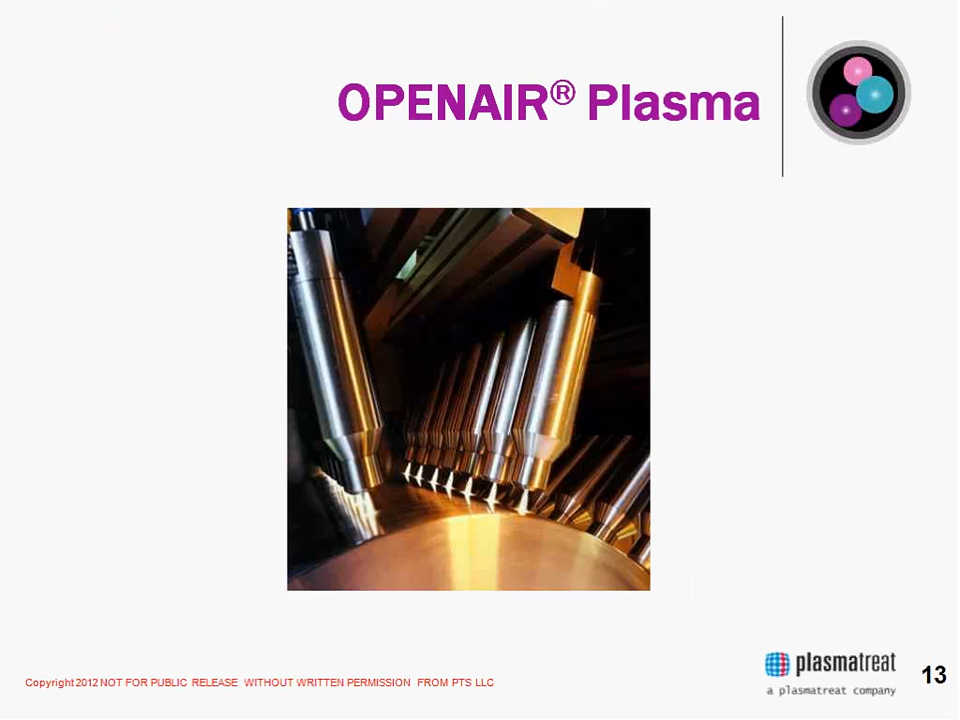 OPENAIR® Plasma
plasmatreat
a plasmatreat company
13
Copyright 2012 NOT FOR PUBLIC RELEASE WITHOUT WRITTEN PERMISSION FROM PTS LLC